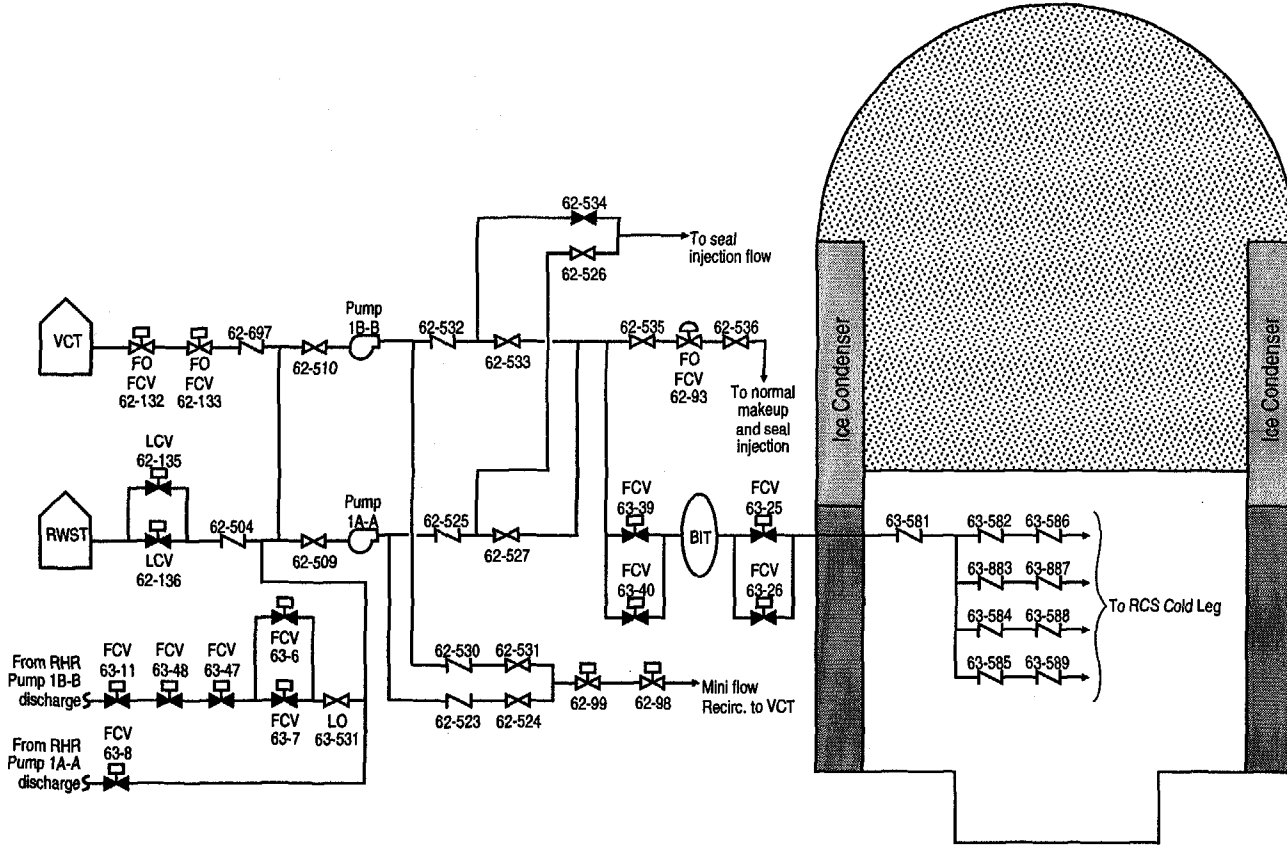 62-534
To seal
injection flow
62-526
Pump
1B-B
VCT
62-697
62-532
62-535
62-536
FO
FCV
62-132
FO
FCV
62-133
62-510
62-533
FO
FCV
62-93
To normal
makeup
and seal
injection
Ice Condenser
Ice Condenser
LCV
62-135
RWST
LCV
62-136
62-504
62-509
Pump
1A-A
62-525
62-527
FCV
63-39
FCV
63-40
BIT
FCV
63-25
FCV
63-26
63-581
63-582
63-586
63-883
63-887
63-584
63-588
63-585
63-589
To RCS Cold Leg
FCV
63-6
From RHR
Pump 1B-B
discharge
FCV
63-11
FCV
63-48
FCV
63-47
FCV
63-7
LO
63-531
62-530
62-531
62-523
62-524
62-99
62-98
Mini flow
Recirc. to VCT
From RHR
Pump 1A-A
discharge
FCV
63-8